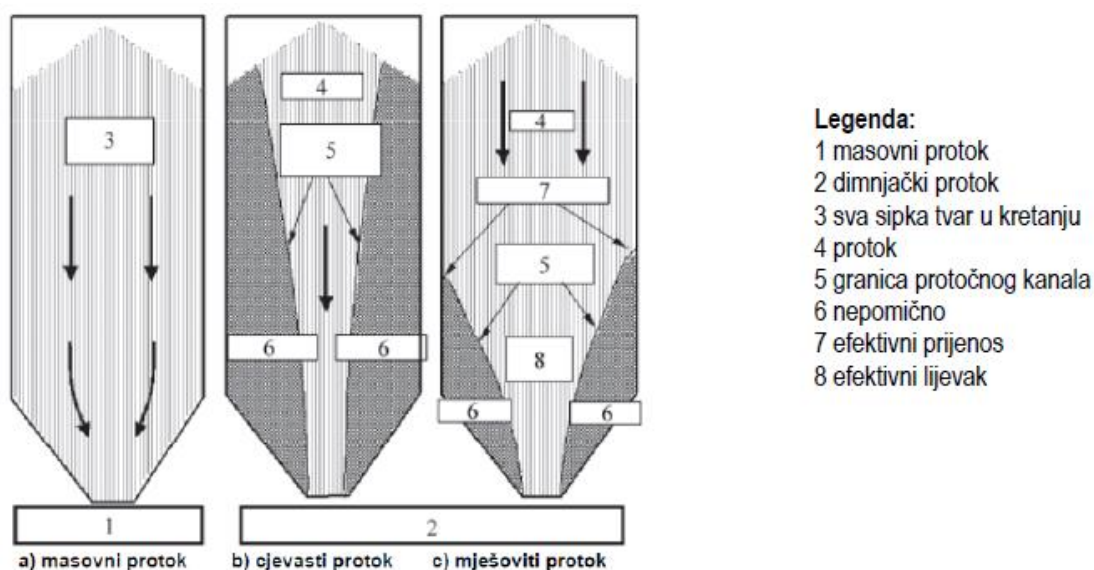 3
4
5
6
6
4
7
5
8
6
6
1
2
a) masovni protok
b) cjevasti protok
c) mješoviti protok
Legenda:
1 masovni protok
2 dimnjački protok
3 sva sipka tvar u kretanju
4 protok
5 granica protočnog kanala
6 nepomično
7 efektivni prijenos
8 efektivni lijevak